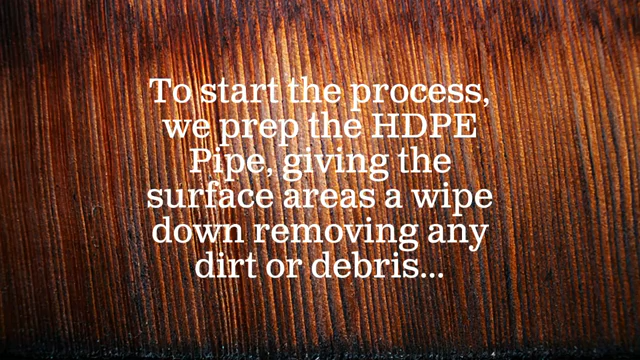 To start the process,
we prep the HDPE
Pipe, giving the
surface areas a wipe
down removing any
dirt or debris...